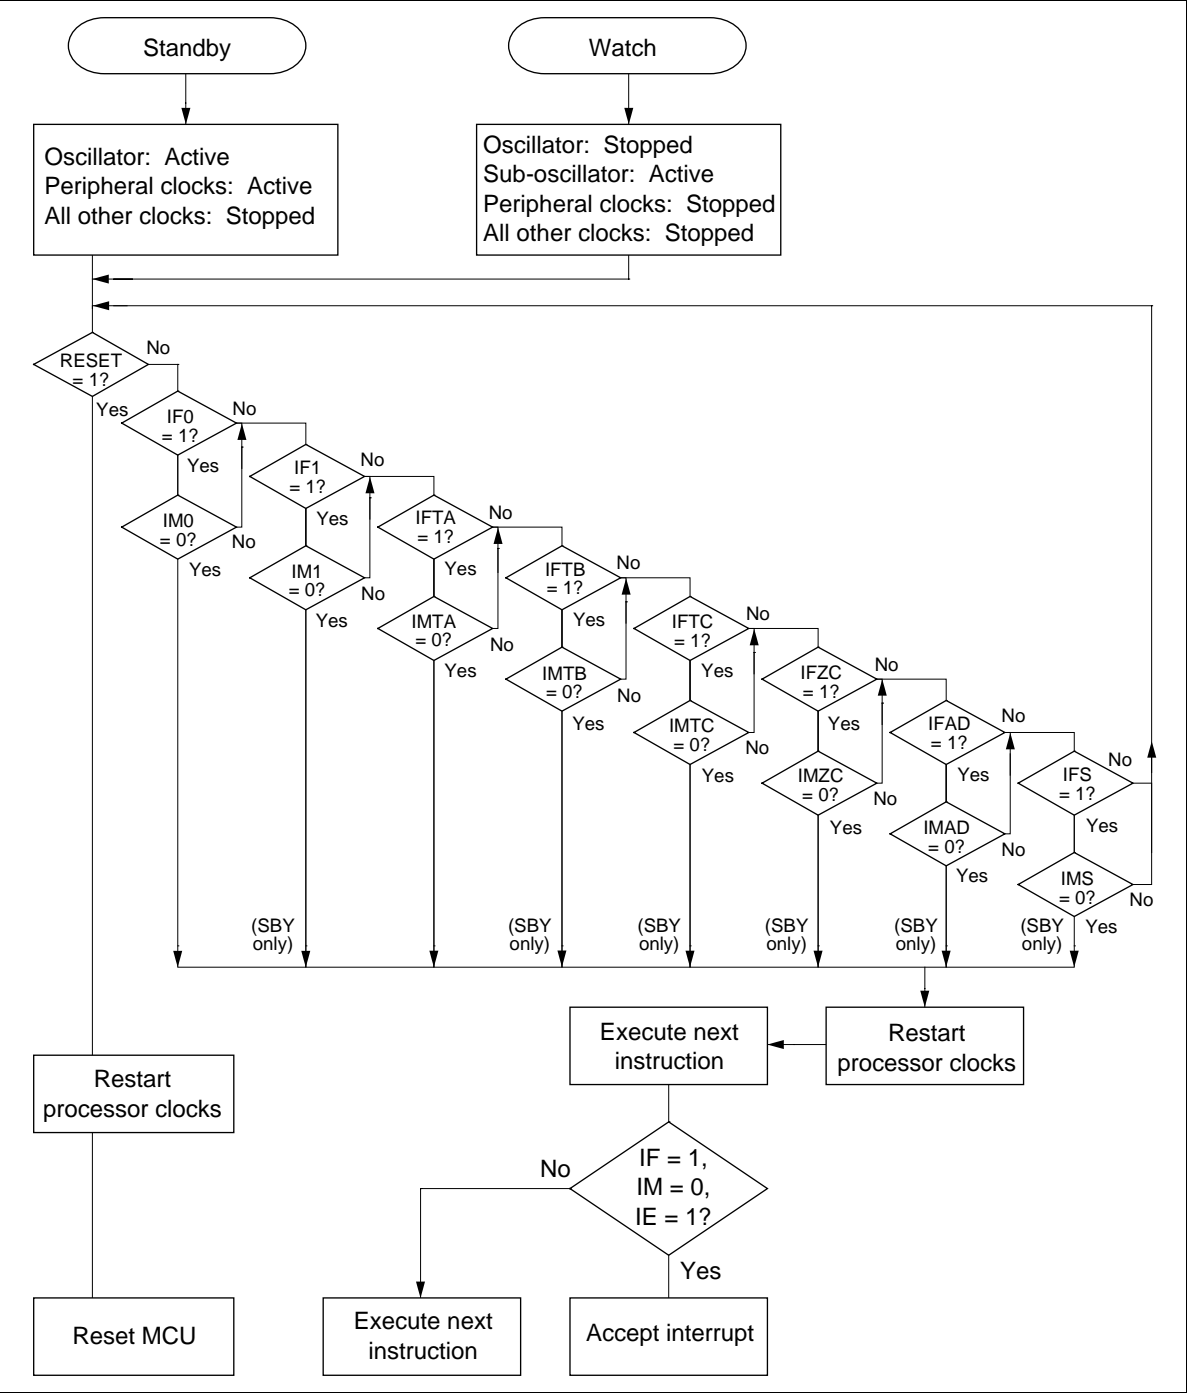 Standby
Watch
Oscillator: Active
Peripheral clocks: Active
All other clocks: Stopped
Oscillator: Stopped
Sub-oscillator: Active
Peripheral clocks: Stopped
All other clocks: Stopped
RESET
= 1?
No
Yes
IF0
= 1?
No
Yes
IM0
= 0?
No
Yes
IF1
= 1?
No
Yes
IM1
= 0?
No
Yes
IFTA
= 1?
No
Yes
IMTA
= 0?
No
Yes
IFTB
= 1?
No
Yes
IMTB
= 0?
No
Yes
IFTC
= 1?
No
Yes
IMTC
= 0?
No
Yes
IFZC
= 1?
No
Yes
IMZC
= 0?
No
Yes
IFAD
= 1?
No
Yes
IMAD
= 0?
No
Yes
IFS
= 1?
No
Yes
IMS
= 0?
No
Yes
(SBY
only)
(SBY
only)
(SBY
only)
(SBY
only)
(SBY
only)
(SBY
only)
Execute next
instruction
Restart
processor clocks
Restart
processor clocks
IF = 1,
IM = 0,
IE = 1?
No
Yes
Reset MCU
Execute next
instruction
Accept interrupt